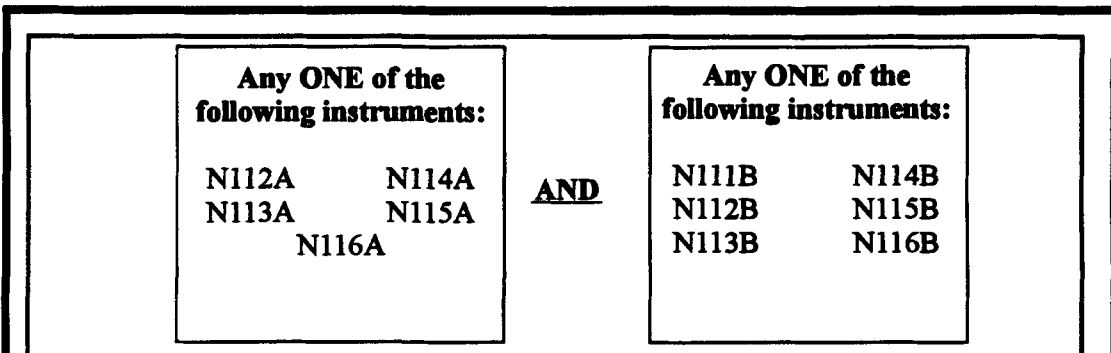 Any ONE of the
following instruments:
N112A N114A
N113A N115A
N116A
AND
Any ONE of the
following instruments:
N111B N114B
N112B N115B
N113B N116B